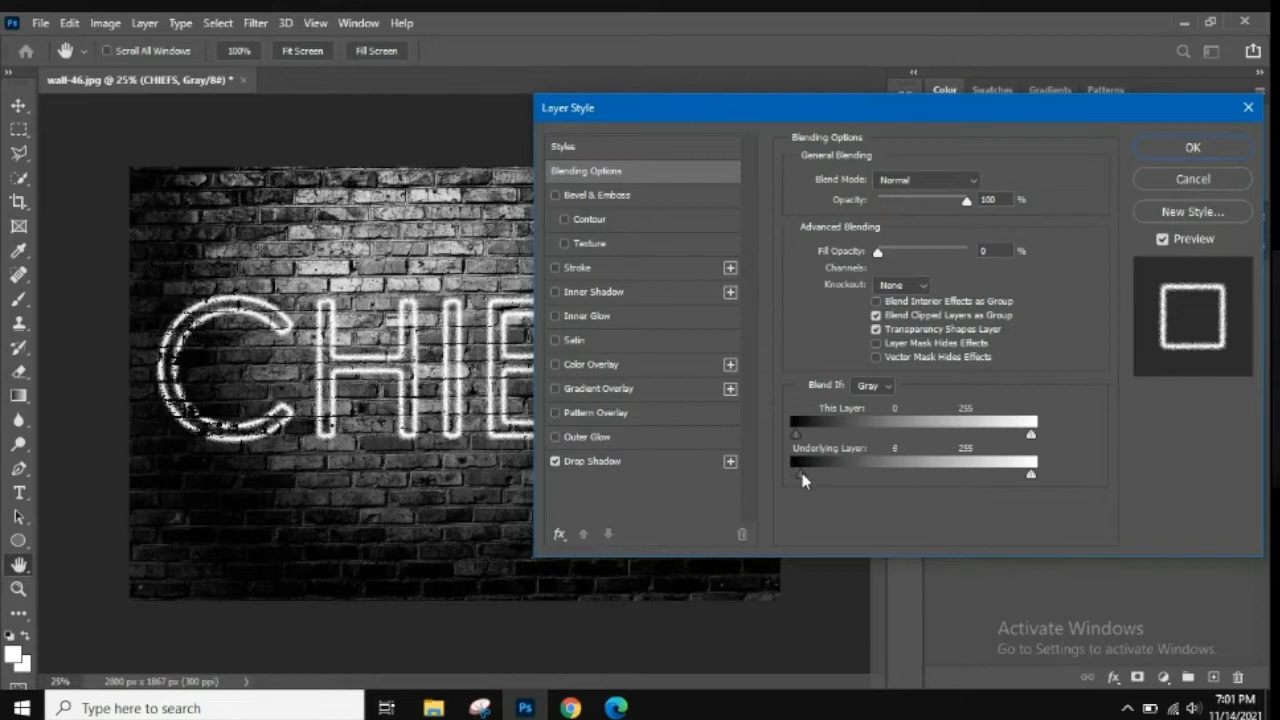 Ps File Edit Image Layer Type Select Filter 3D View Window Help
Scroll All Windows 100% Fit Screen Fill Screen
wall-46.jpg @ 25% (CHIEFS, Gray/8#) *
Color Swatches Gradients Patterns
Layer Style
Styles
Blending Options
Bevel & Emboss
Contour
Texture
Stroke
Inner Shadow
Inner Glow
Satin
Color Overlay
Gradient Overlay
Pattern Overlay
Outer Glow
Drop Shadow
fx
Blending Options
General Blending
Blend Mode: Normal
Opacity: 100 %
Advanced Blending
Fill Opacity: 0 %
Channels:
Knockout: None
Blend Interior Effects as Group
Blend Clipped Layers as Group
Transparency Shapes Layer
Layer Mask Hides Effects
Vector Mask Hides Effects
Blend If: Gray
This Layer: 0 255
Underlying Layer: 6 255
OK
Cancel
New Style...
Preview
CHIE
Activate Windows
Go to Settings to activate Windows.
25% 2800 px x 1867 px (300 ppi)
fx
Type here to search
Ps
7:01 PM
11/14/2021